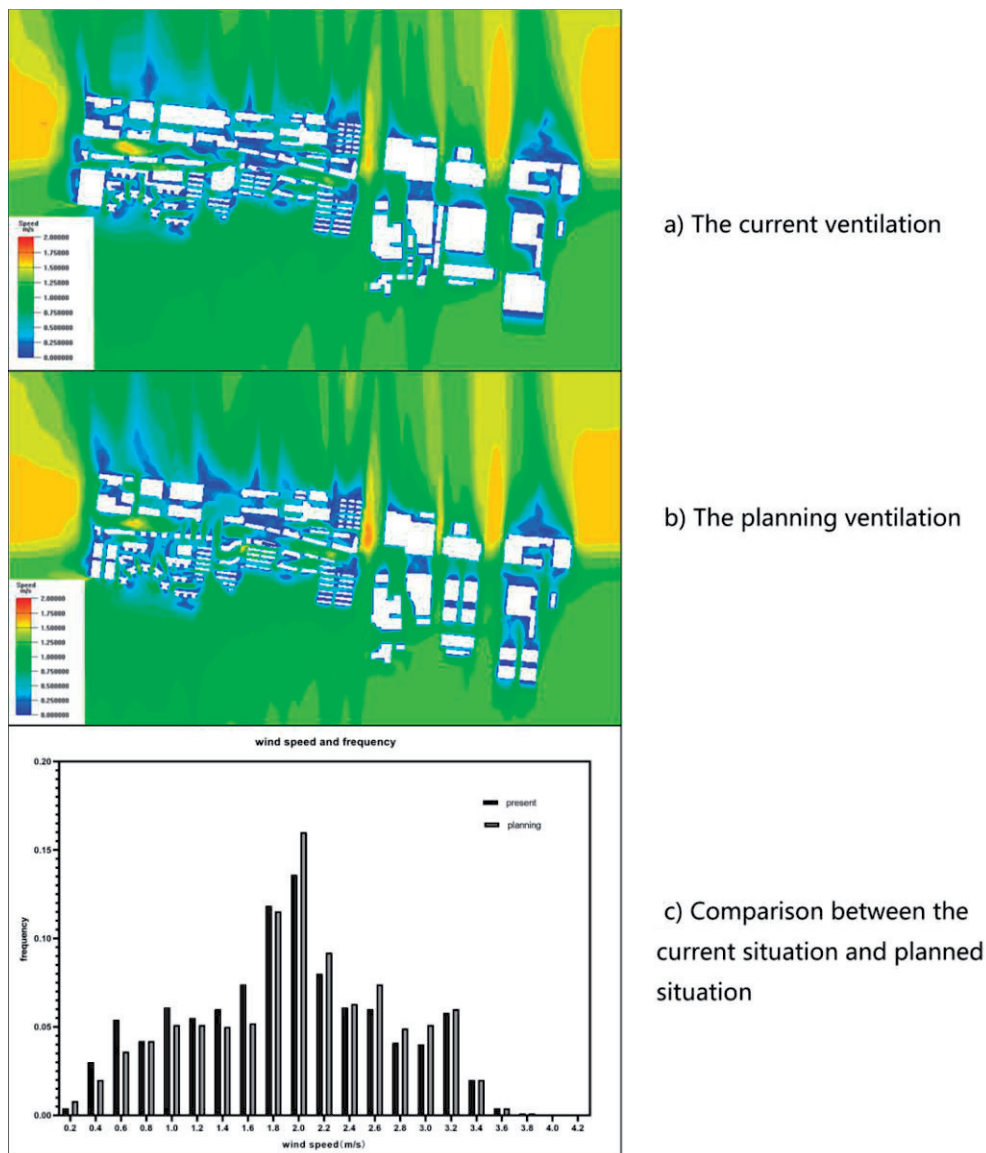 a) The current ventilation
Speed
m/s
2.00000
1.75000
1.50000
1.25000
1.00000
0.750000
0.500000
0.250000
0.000000
b) The planning ventilation
Speed
m/s
2.00000
1.75000
1.50000
1.25000
1.00000
0.750000
0.500000
0.250000
0.000000
wind speed and frequency
0.20
0.15
0.10
0.05
0.00
frequency
present
planning
0.2 0.4 0.6 0.8 1.0 1.2 1.4 1.6 1.8 2.0 2.2 2.4 2.6 2.8 3.0 3.2 3.4 3.6 3.8 4.0 4.2
wind speed(m/s)
c) Comparison between the
current situation and planned
situation